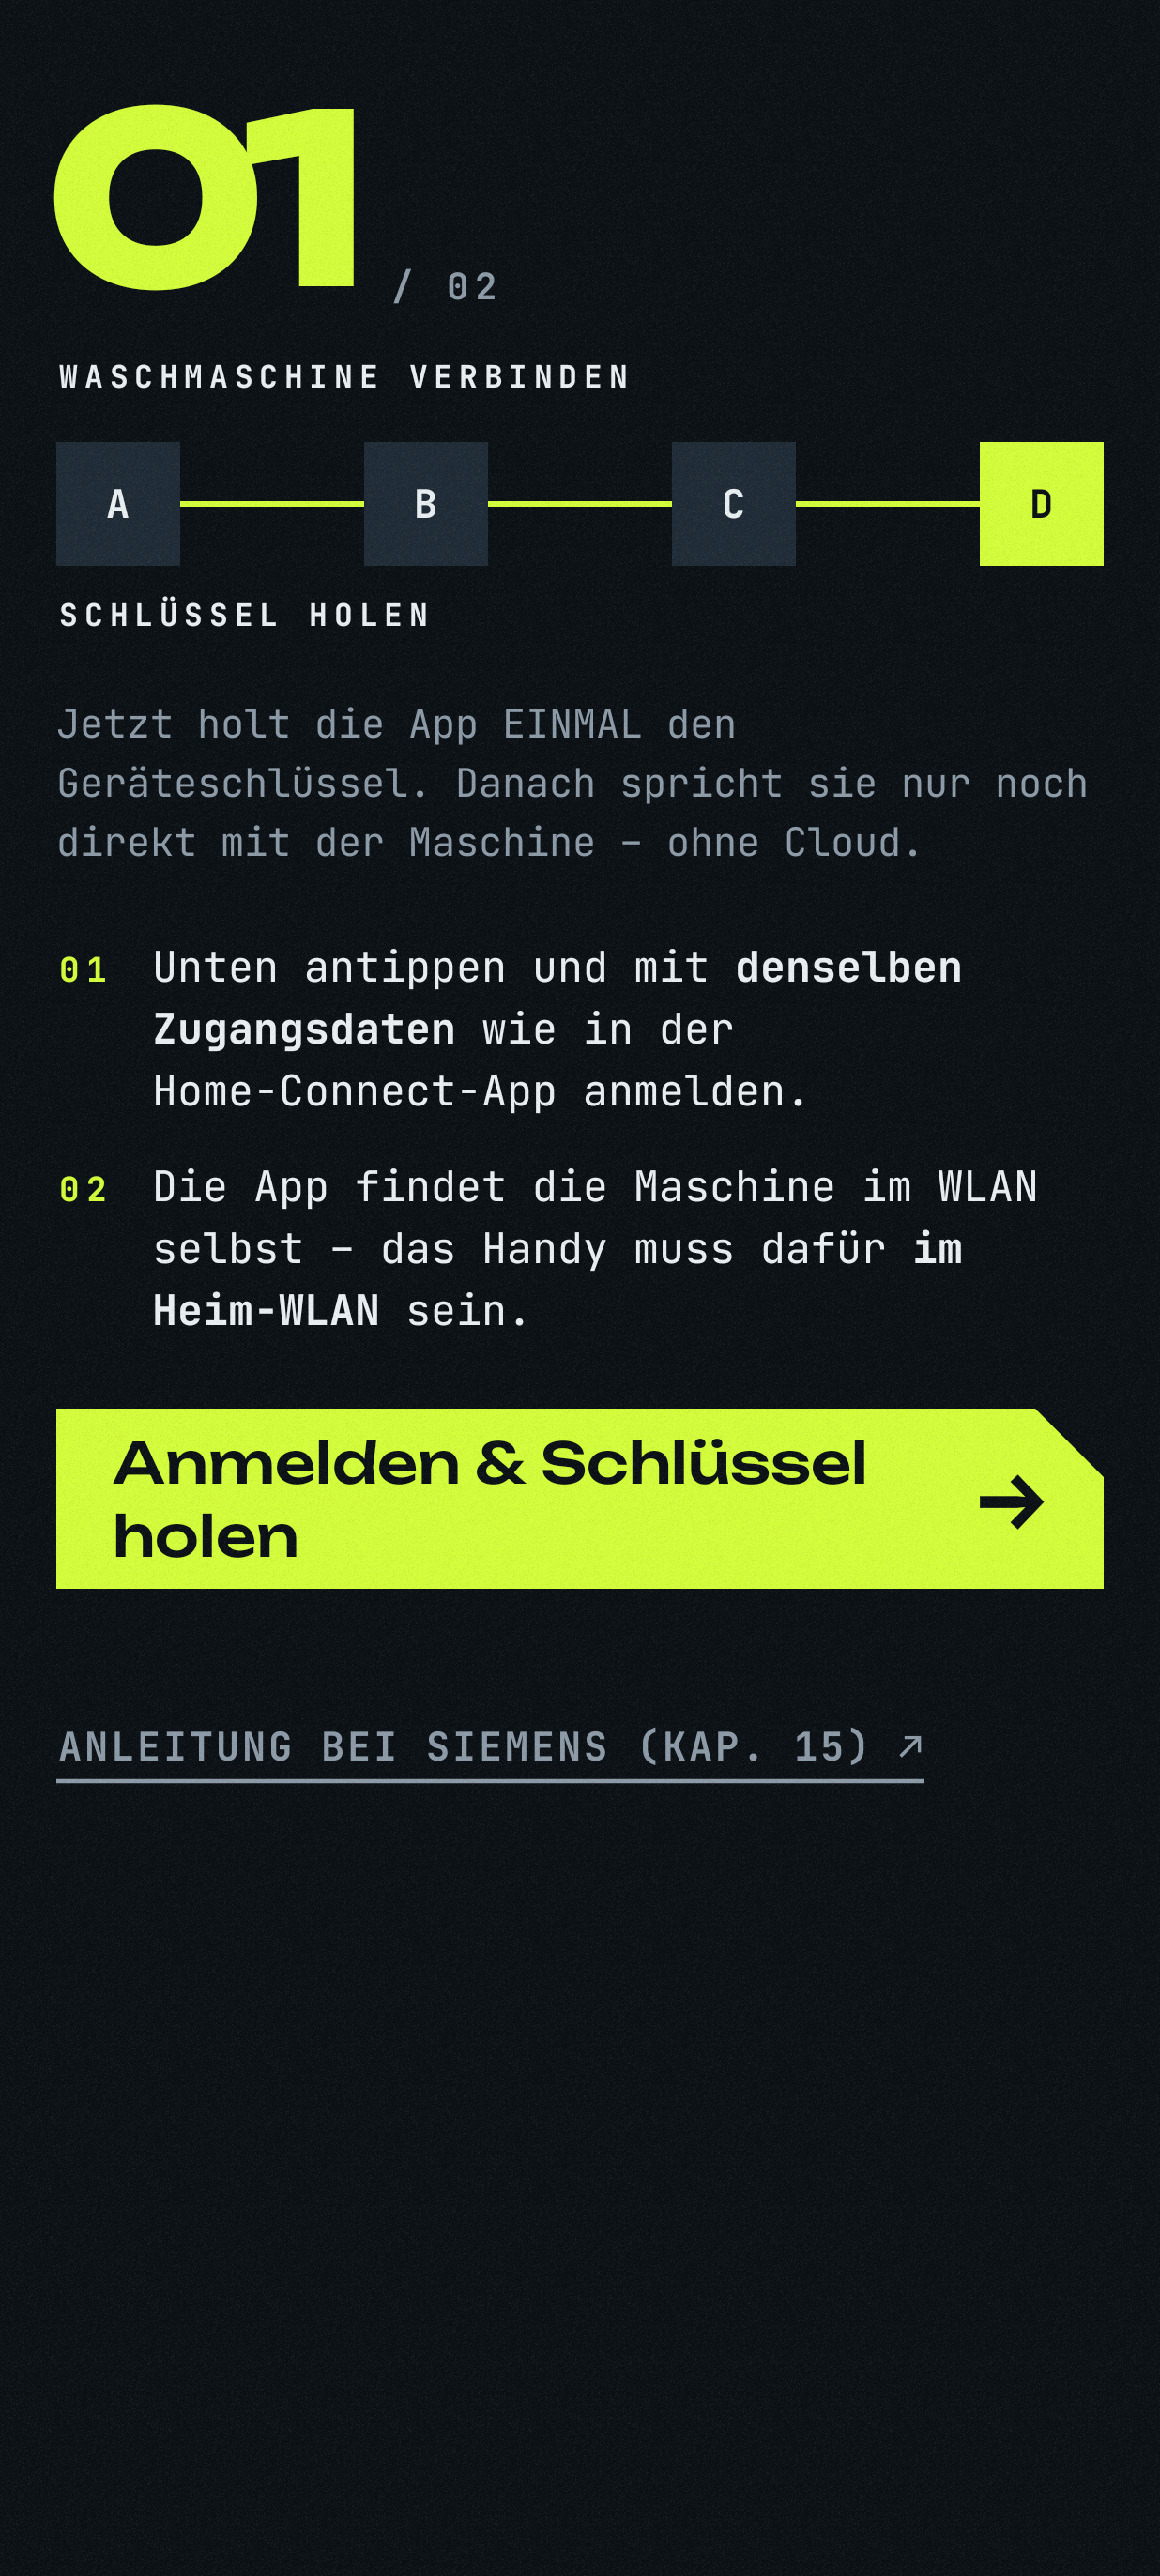 01 / 02
WASCHMASCHINE VERBINDEN
A B C D
SCHLÜSSEL HOLEN
Jetzt holt die App EINMAL den
Geräteschlüssel. Danach spricht sie nur noch
direkt mit der Maschine – ohne Cloud.
01 Unten antippen und mit denselben
Zugangsdaten wie in der
Home-Connect-App anmelden.
02 Die App findet die Maschine im WLAN
selbst – das Handy muss dafür im
Heim-WLAN sein.
Anmelden & Schlüssel →
holen
ANLEITUNG BEI SIEMENS (KAP. 15) ↗